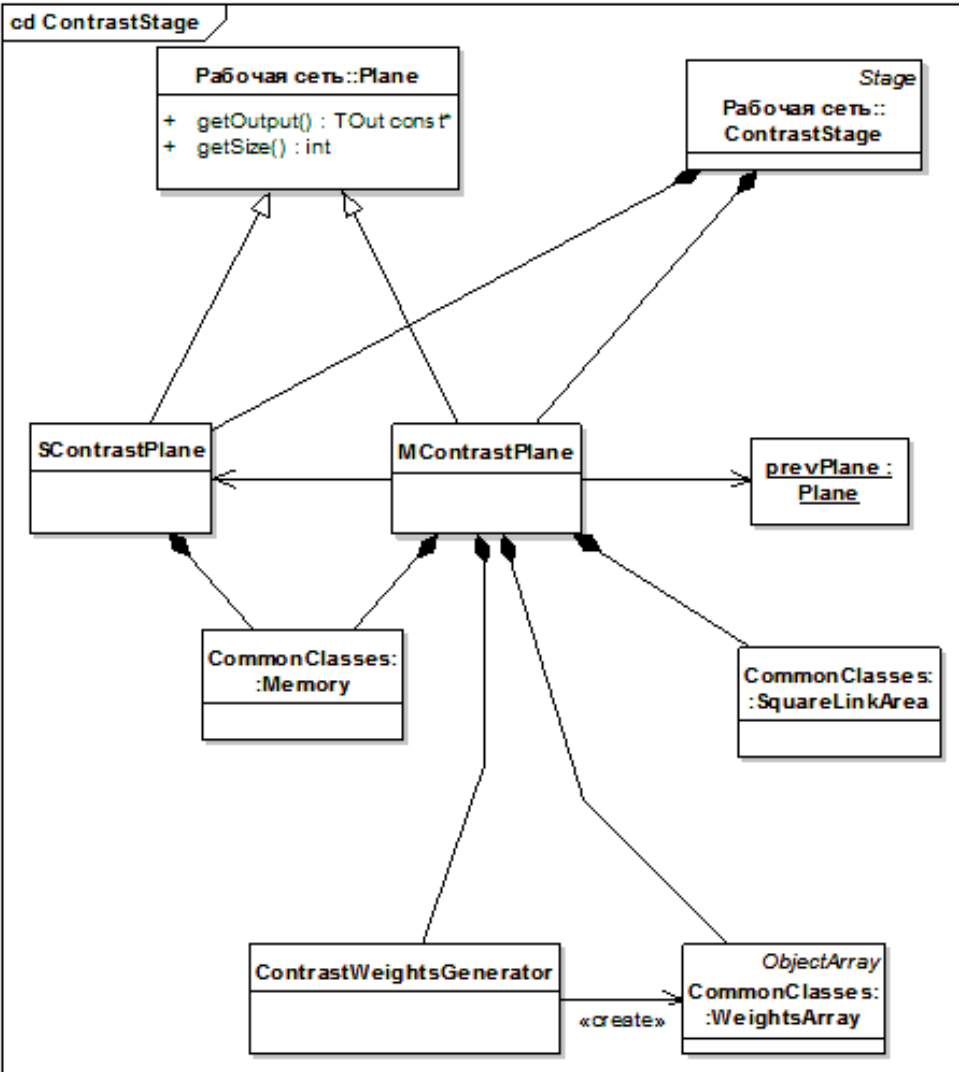 cd ContrastStage
Рабочая сеть::Plane
+ getOutput() : TOut const*
+ getSize() : int
Stage
Рабочая сеть::
ContrastStage
SContrastPlane
MContrastPlane
prevPlane :
Plane
CommonClasses:
:Memory
CommonClasses:
:SquareLinkArea
ContrastWeightsGenerator
«create»
ObjectArray
CommonClasses:
:WeightsArray